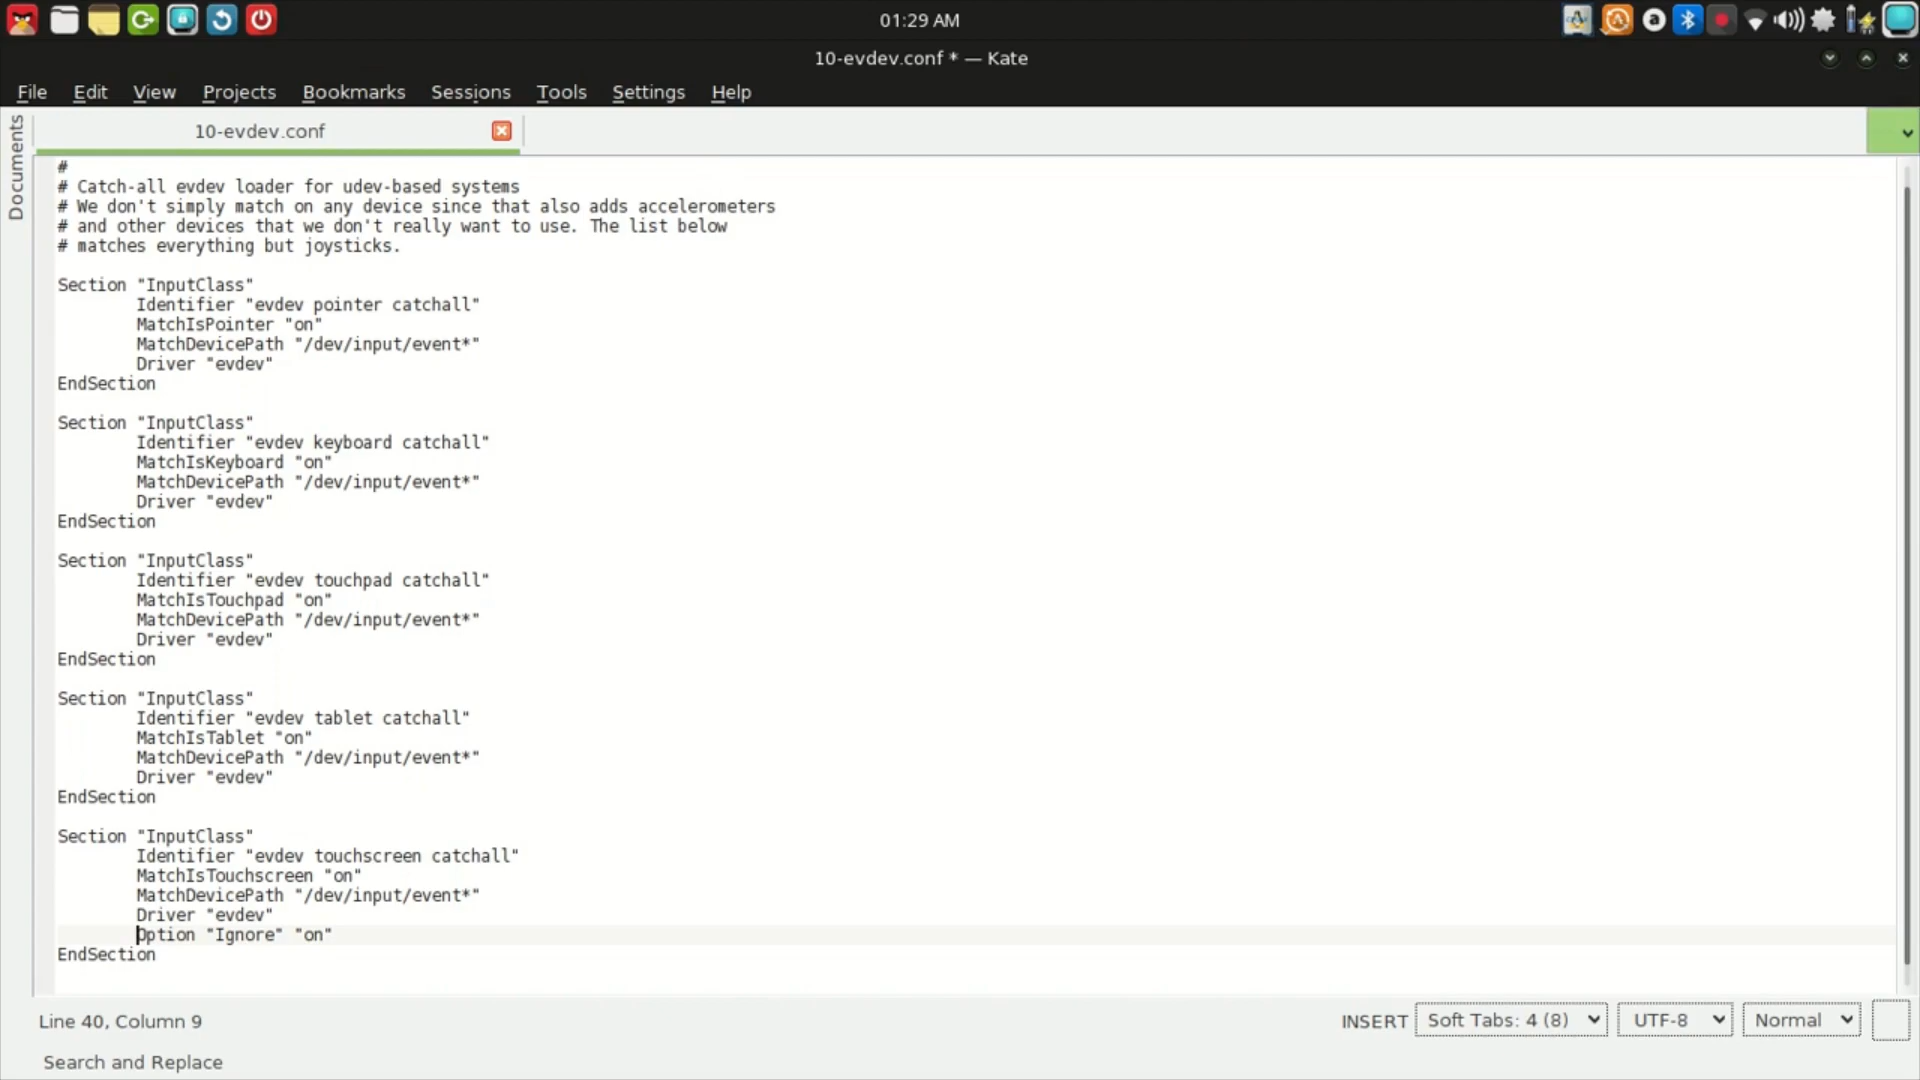 01:29 AM
10-evdev.conf * — Kate
File Edit View Projects Bookmarks Sessions Tools Settings Help
Documents
10-evdev.conf
#
# Catch-all evdev loader for udev-based systems
# We don't simply match on any device since that also adds accelerometers
# and other devices that we don't really want to use. The list below
# matches everything but joysticks.
Section "InputClass"
Identifier "evdev pointer catchall"
MatchIsPointer "on"
MatchDevicePath "/dev/input/event*"
Driver "evdev"
EndSection
Section "InputClass"
Identifier "evdev keyboard catchall"
MatchIsKeyboard "on"
MatchDevicePath "/dev/input/event*"
Driver "evdev"
EndSection
Section "InputClass"
Identifier "evdev touchpad catchall"
MatchIsTouchpad "on"
MatchDevicePath "/dev/input/event*"
Driver "evdev"
EndSection
Section "InputClass"
Identifier "evdev tablet catchall"
MatchIsTablet "on"
MatchDevicePath "/dev/input/event*"
Driver "evdev"
EndSection
Section "InputClass"
Identifier "evdev touchscreen catchall"
MatchIsTouchscreen "on"
MatchDevicePath "/dev/input/event*"
Driver "evdev"
Option "Ignore" "on"
EndSection
Line 40, Column 9
INSERT Soft Tabs: 4 (8) UTF-8 Normal
Search and Replace